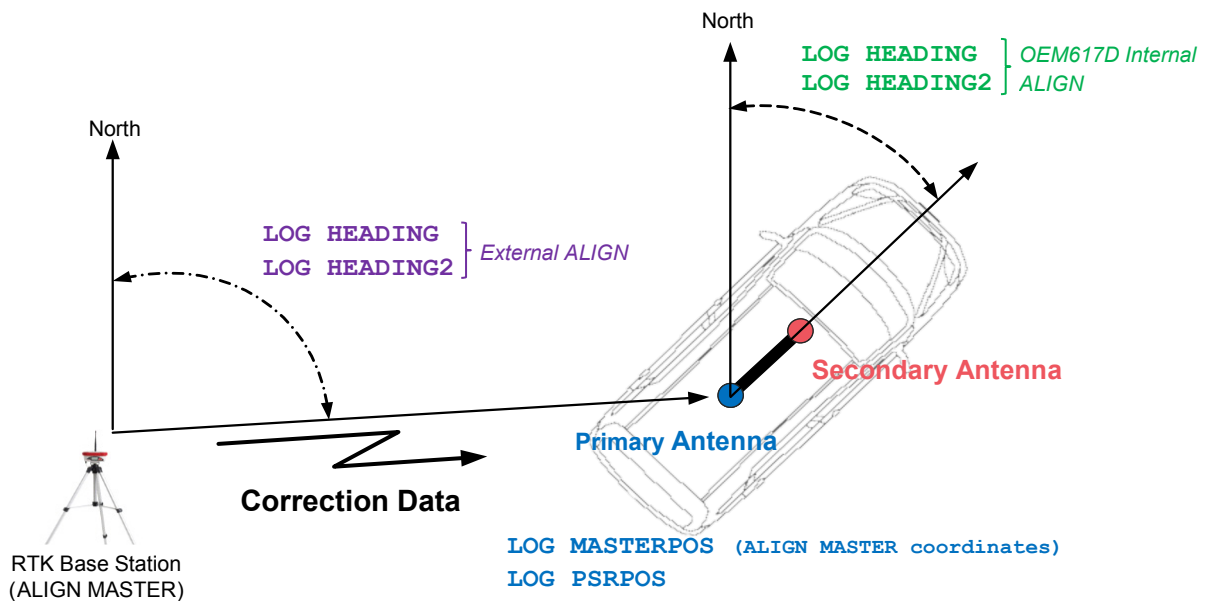 North
LOG HEADING
LOG HEADING2
OEM617D Internal
ALIGN
North
LOG HEADING
LOG HEADING2
External ALIGN
Secondary Antenna
Primary Antenna
Correction Data
RTK Base Station
(ALIGN MASTER)
LOG MASTERPOS (ALIGN MASTER coordinates)
LOG PSRPOS